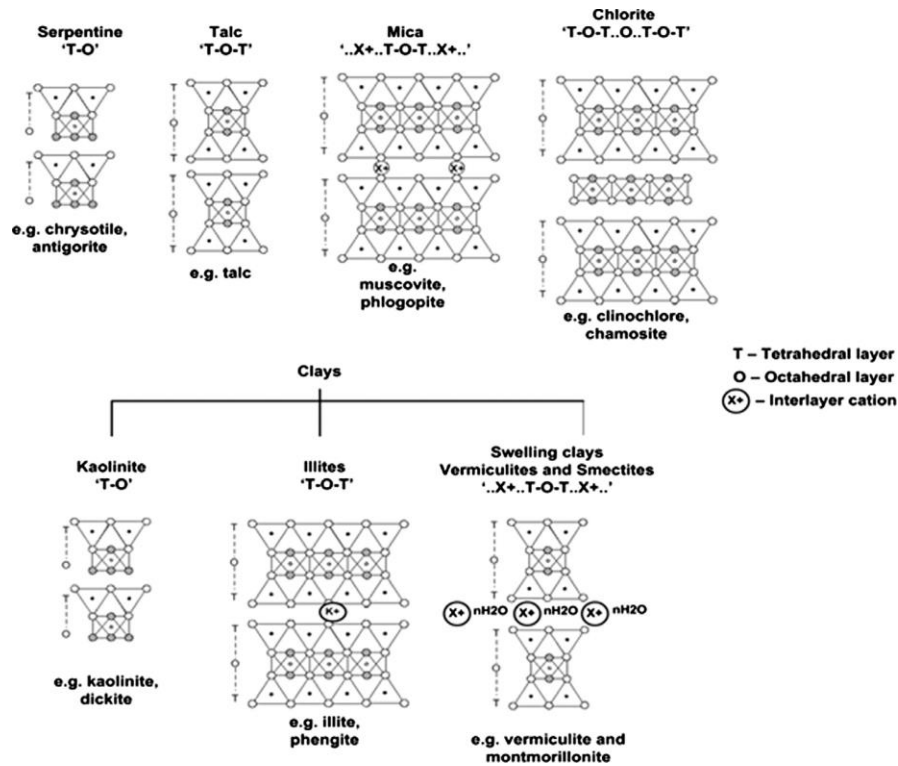 Serpentine
'T-O'
T
O
T
O
e.g. chrysotile,
antigorite
Talc
'T-O-T'
T
O
T
T
O
T
e.g. talc
Mica
'..X+..T-O-T..X+..'
T
O
T
X+
X+
T
O
T
e.g.
muscovite,
phlogopite
Chlorite
'T-O-T..O..T-O-T'
T
O
T
T
O
T
e.g. clinochlore,
chamosite
T – Tetrahedral layer
O – Octahedral layer
X+ – Interlayer cation
Clays
Kaolinite
'T-O'
T
O
T
O
e.g. kaolinite,
dickite
Illites
'T-O-T'
T
O
T
K+
T
O
T
e.g. illite,
phengite
Swelling clays
Vermiculites and Smectites
'..X+..T-O-T..X+..'
T
O
T
X+ nH2O X+ nH2O X+ nH2O
T
O
T
e.g. vermiculite and
montmorillonite